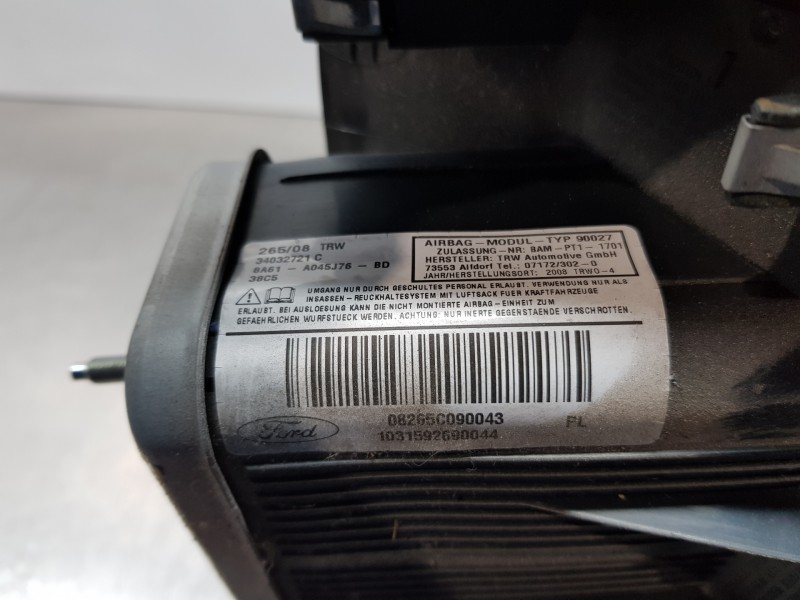 265/08 TRW
34032721 C
8A61 - A045J76 - BD
3BC5
AIRBAG-MODUL-TYP 90027
ZULASSUNG-NR: BAM-PT1-1701
HERSTELLER: TRW Automotive GmbH
73553 Alfdorf Tel.: 07172/302-0
JAHR/HERSTELLUNGSORT: 2008 TRWO-4
UMGANG NUR DURCH GESCHULTES PERSONAL ERLAUBT. VERWENDUNG NUR ALS
INSASSEN-RUECKHALTESYSTEM MIT LUFTSACK FUER KRAFTFAHRZEUGE
ERLAUBT. BEI AUSLOESUNG KANN DIE NICHT MONTIERTE AIRBAG-EINHEIT ZUM
GEFAEHRLICHEN WURFSTUECK WERDEN. ACHTUNG: NUR INERTE GEGENSTAENDE VERSCHROTTEN.
08265C090043 PL
Ford
1031592690044